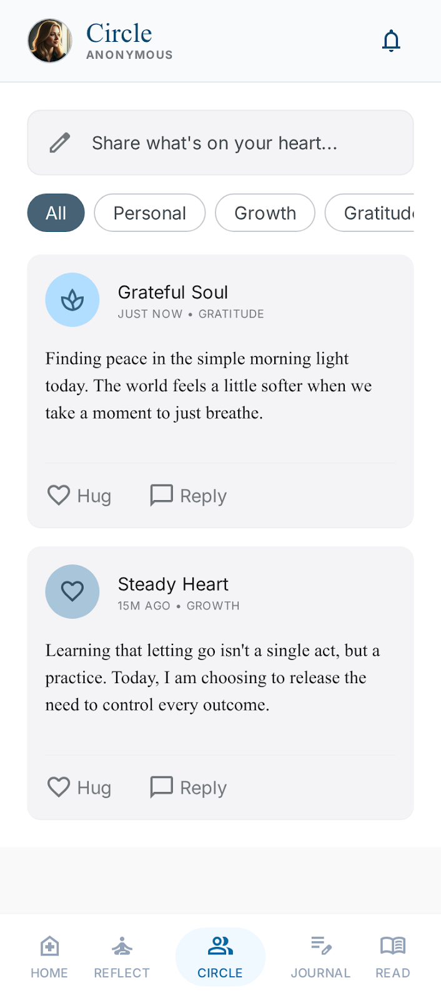 Circle
ANONYMOUS
Share what's on your heart...
All
Personal
Growth
Gratitude
Grateful Soul
JUST NOW • GRATITUDE
Finding peace in the simple morning light
today. The world feels a little softer when we
take a moment to just breathe.
Hug
Reply
Steady Heart
15M AGO • GROWTH
Learning that letting go isn't a single act, but a
practice. Today, I am choosing to release the
need to control every outcome.
Hug
Reply
HOME
REFLECT
CIRCLE
JOURNAL
READ